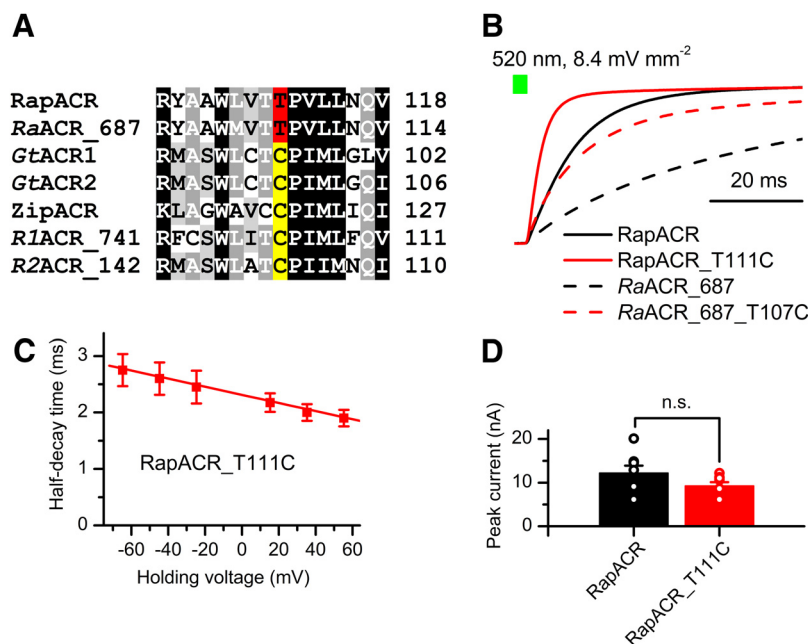 A
RapACR RYAAWLVTTPVLLNQV 118
RaACR_687 RYAAWMVTTPVLLNQV 114
GtACR1 RMASWLCTCPIMLGLV 102
GtACR2 RMASWLCTCPIMLGQI 106
ZipACR KLAGWAVCCPIMLIQI 127
R1ACR_741 RFCSWLITCPIMLFQV 111
R2ACR_142 RMASWLATCPIIMNQI 110
B
520 nm, 8.4 mV mm⁻²
20 ms
RapACR
RapACR_T111C
RaACR_687
RaACR_687_T107C
C
Half-decay time (ms)
3
2
1
0
RapACR_T111C
-60 -40 -20 0 20 40 60
Holding voltage (mV)
D
n.s.
Peak current (nA)
20
10
0
RapACR
RapACR_T111C